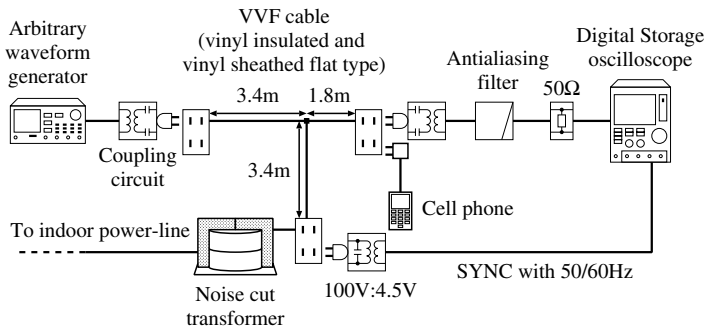 Arbitrary
waveform
generator
VVF cable
(vinyl insulated and
vinyl sheathed flat type)
3.4m
1.8m
Antialiasing
filter
50Ω
Digital Storage
oscilloscope
Coupling
circuit
3.4m
Cell phone
To indoor power-line
Noise cut
transformer
100V:4.5V
SYNC with 50/60Hz